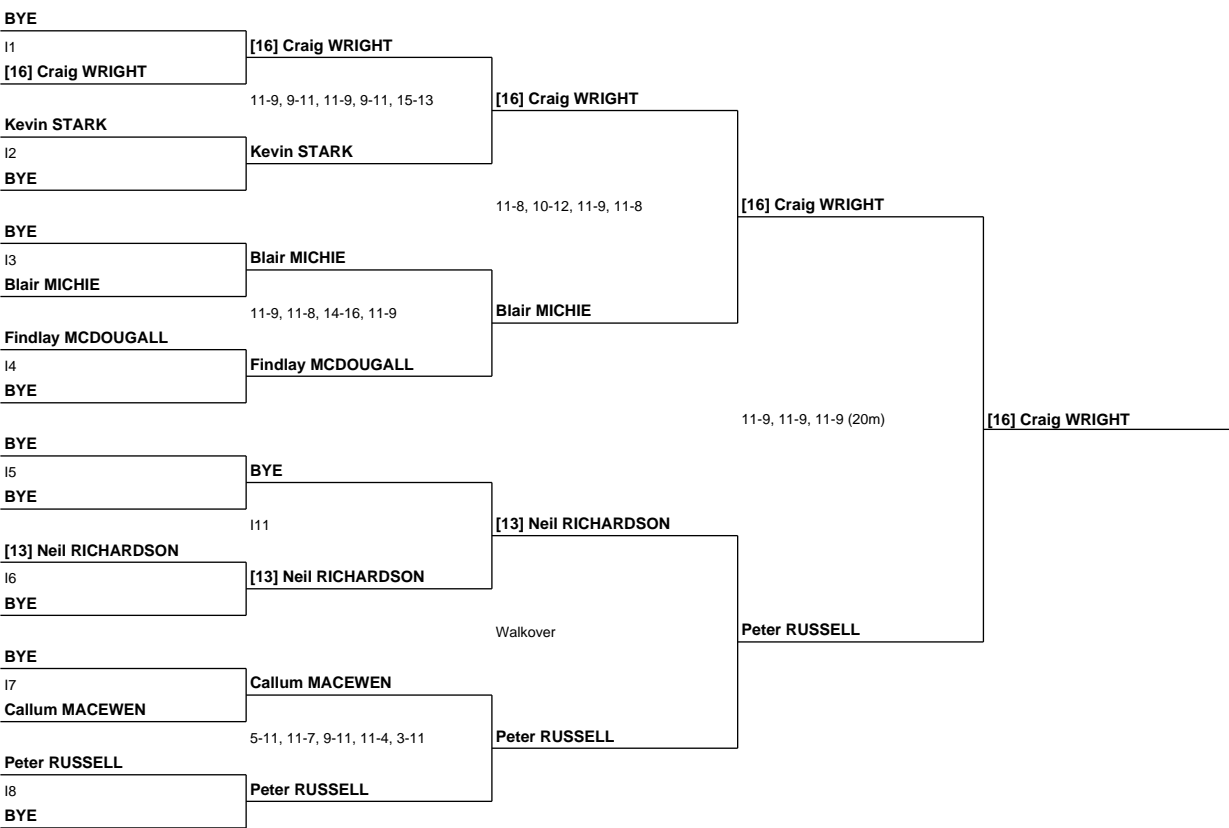 BYE
I1
[16] Craig WRIGHT
[16] Craig WRIGHT
11-9, 9-11, 11-9, 9-11, 15-13
[16] Craig WRIGHT
Kevin STARK
I2
Kevin STARK
BYE
11-8, 10-12, 11-9, 11-8
[16] Craig WRIGHT
BYE
I3
Blair MICHIE
Blair MICHIE
11-9, 11-8, 14-16, 11-9
Blair MICHIE
Findlay MCDOUGALL
I4
Findlay MCDOUGALL
BYE
11-9, 11-9, 11-9 (20m)
[16] Craig WRIGHT
BYE
I5
BYE
BYE
I11
[13] Neil RICHARDSON
[13] Neil RICHARDSON
I6
[13] Neil RICHARDSON
BYE
Walkover
Peter RUSSELL
BYE
I7
Callum MACEWEN
Callum MACEWEN
5-11, 11-7, 9-11, 11-4, 3-11
Peter RUSSELL
Peter RUSSELL
I8
Peter RUSSELL
BYE